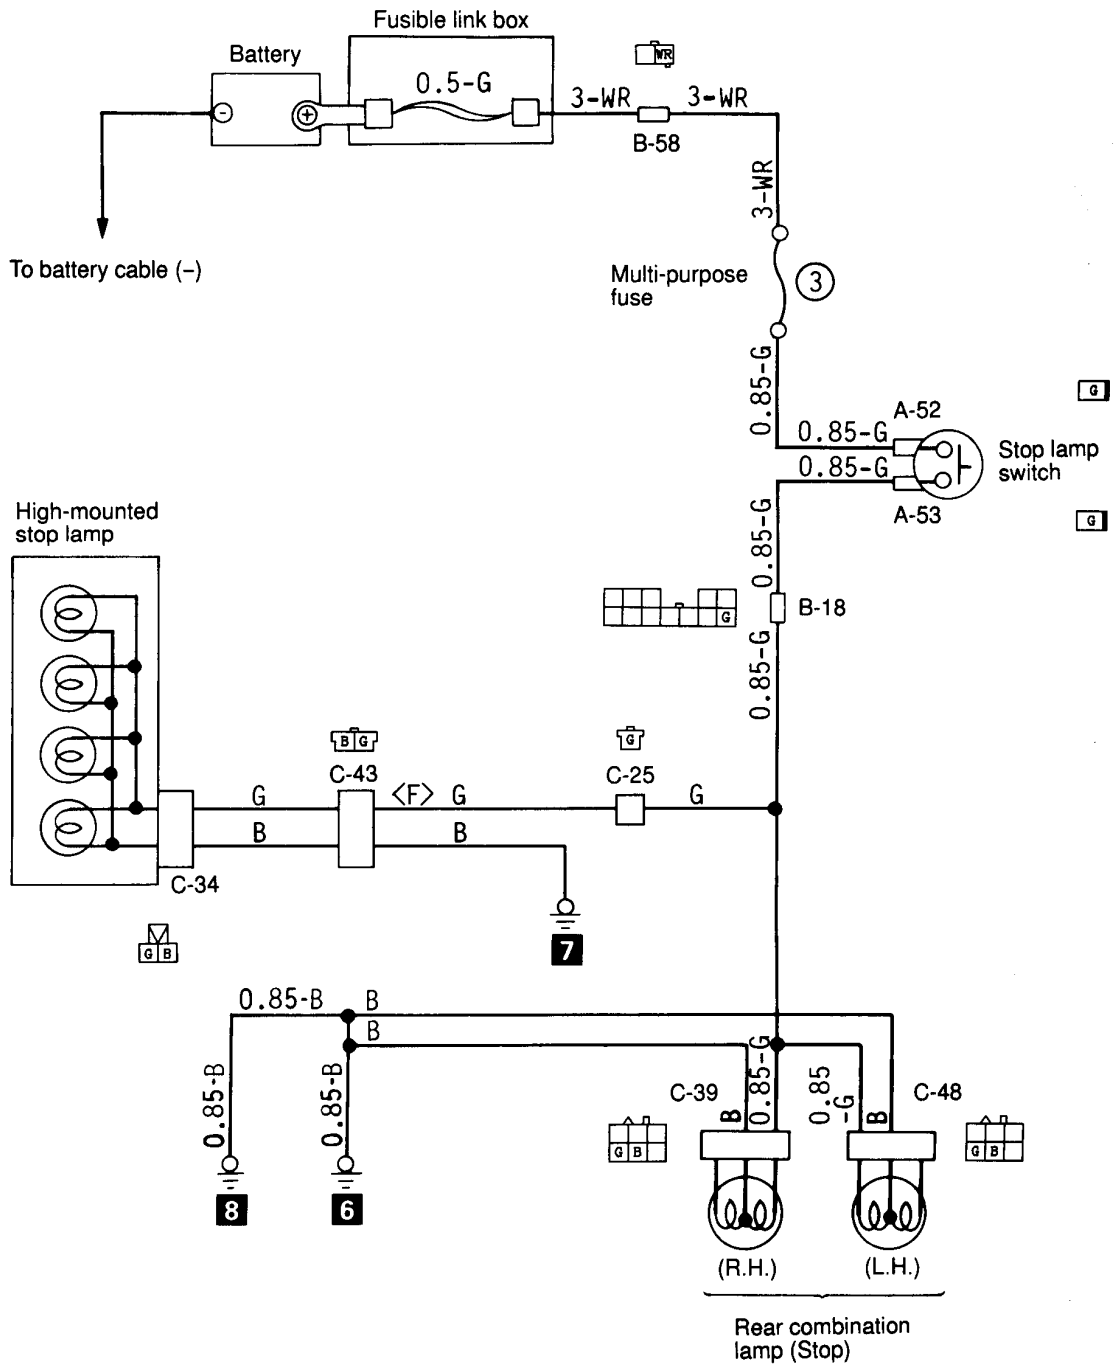 Fusible link box
Battery
WR
0.5-G
3-WR
3-WR
B-58
3-WR
To battery cable (–)
Multi-purpose
fuse
3
0.85-G
G
A-52
0.85-G
Stop lamp
switch
0.85-G
A-53
G
High-mounted
stop lamp
0.85-G
G
B-18
0.85-G
B G
G
C-43
C-25
G
<F> G
G
B
B
C-34
G B
7
0.85-B
B
B
0.85-B
0.85-B
0.85-G
0.85
-G
C-39
B
B
C-48
G B
G B
8
6
(R.H.)
(L.H.)
Rear combination
lamp (Stop)